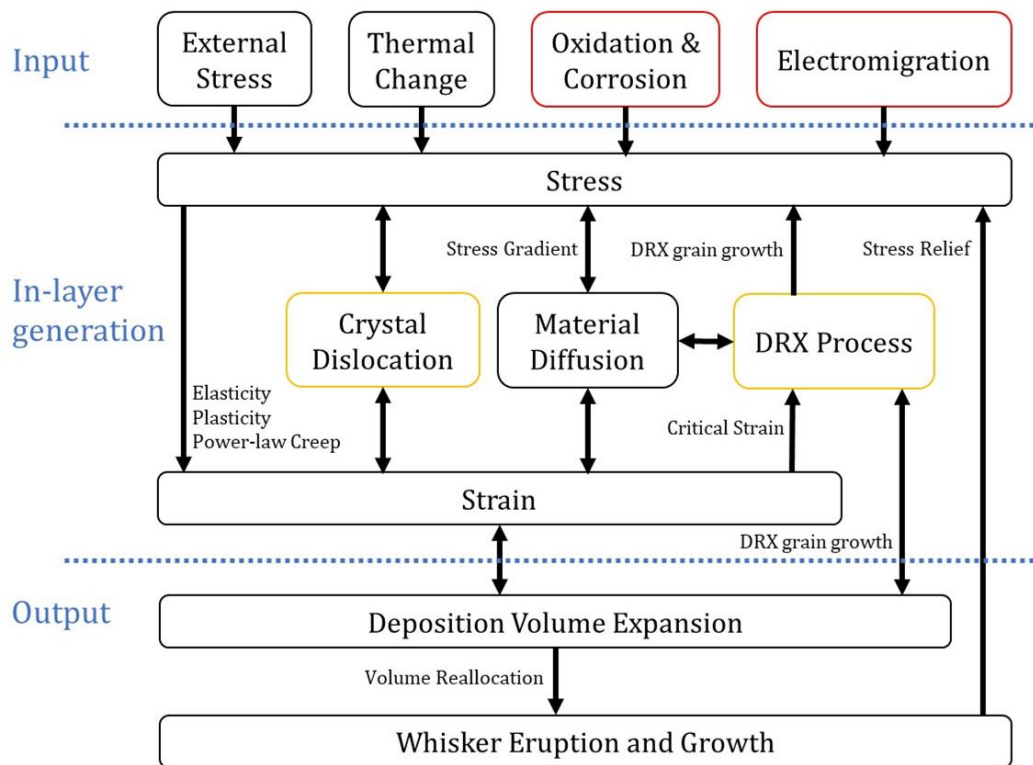 Input
External
Stress
Thermal
Change
Oxidation &
Corrosion
Electromigration
Stress
Stress Gradient
DRX grain growth
Stress Relief
In-layer
generation
Crystal
Dislocation
Material
Diffusion
DRX Process
Elasticity
Plasticity
Power-law Creep
Critical Strain
Strain
DRX grain growth
Output
Deposition Volume Expansion
Volume Reallocation
Whisker Eruption and Growth